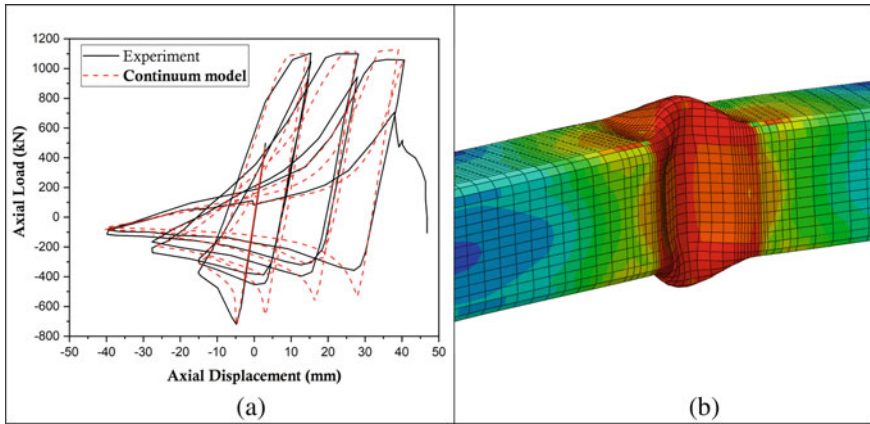 1200
1000
800
600
400
200
0
-200
-400
-600
-800
-50 -40 -30 -20 -10 0 10 20 30 40 50
Axial Load (kN)
Axial Displacement (mm)
Experiment
Continuum model
(a)
(b)